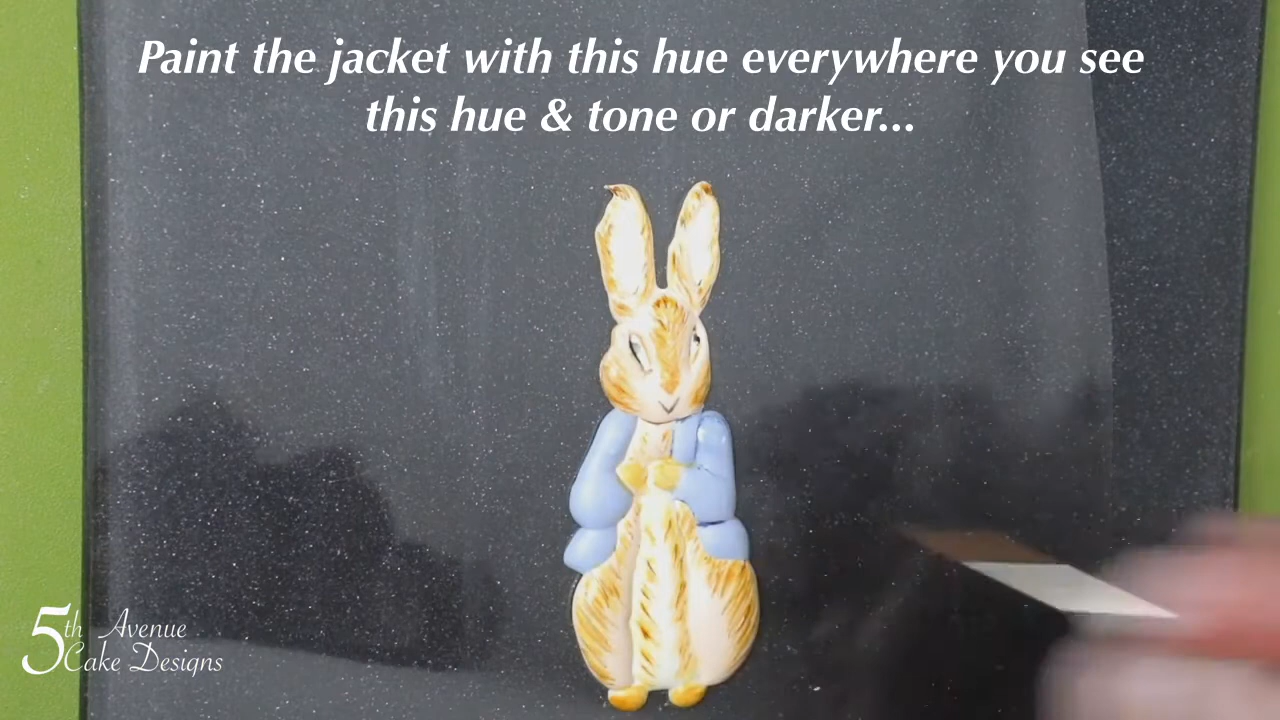 Paint the jacket with this hue everywhere you see
this hue & tone or darker...
5th Avenue
Cake Designs